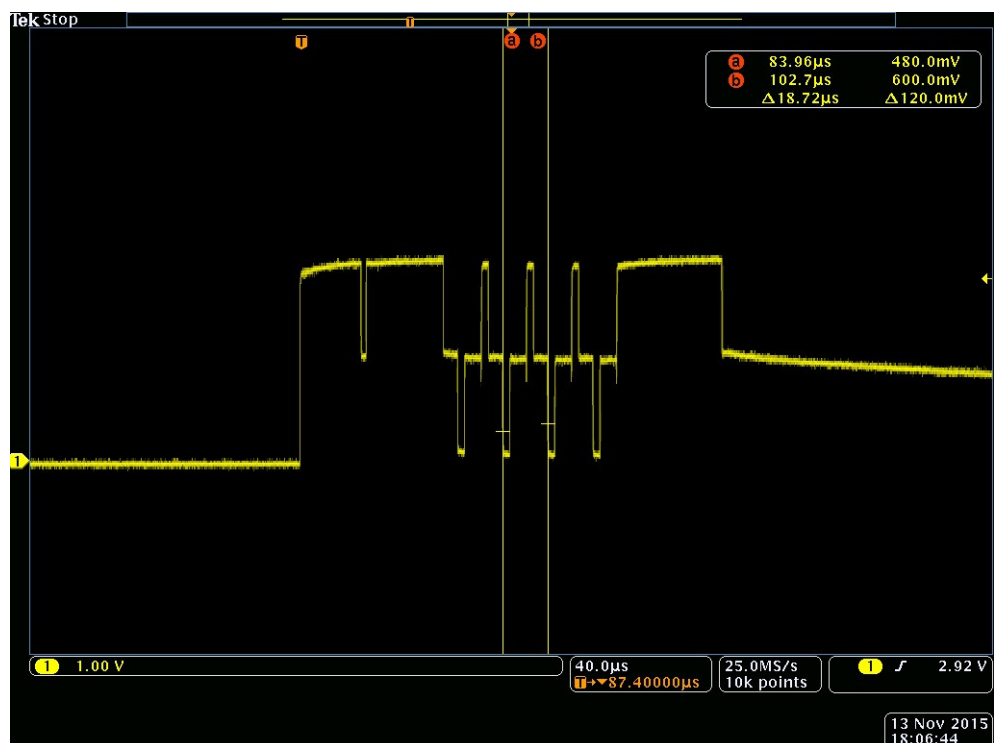 Tek Stop
T
T
a b
a 83.96µs 480.0mV
b 102.7µs 600.0mV
Δ18.72µs Δ120.0mV
1
1 1.00 V
40.0µs
T→▼87.40000µs
25.0MS/s
10k points
1 2.92 V
13 Nov 2015
18:06:44